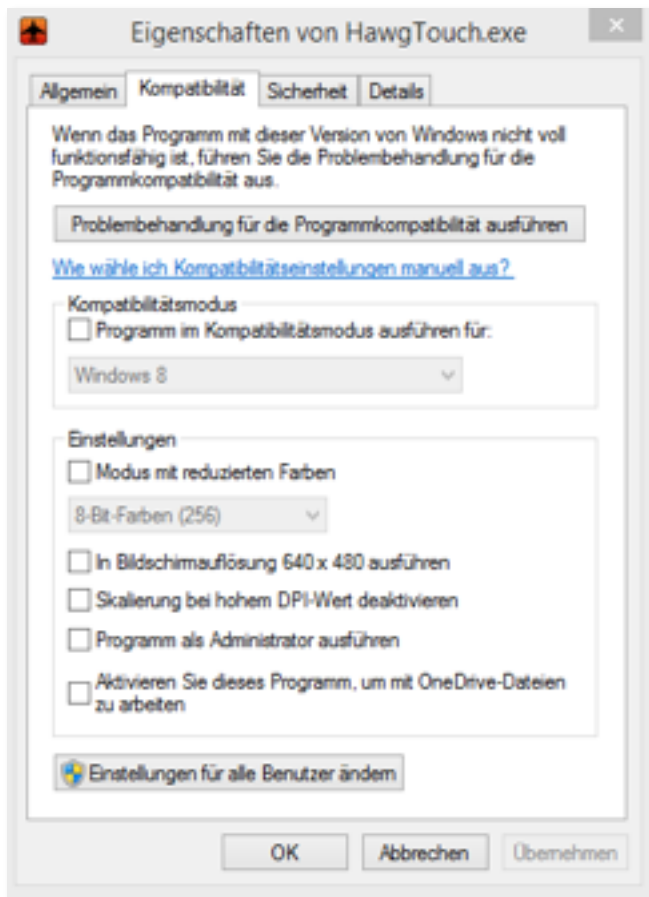 Eigenschaften von HawgTouch.exe
Allgemein Kompatibilität Sicherheit Details
Wenn das Programm mit dieser Version von Windows nicht voll
funktionsfähig ist, führen Sie die Problembehandlung für die
Programmkompatibilität aus.
Problembehandlung für die Programmkompatibilität ausführen
Wie wähle ich Kompatibilitätseinstellungen manuell aus?
Kompatibilitätsmodus
Programm im Kompatibilitätsmodus ausführen für:
Windows 8
Einstellungen
Modus mit reduzierten Farben
8-Bit-Farben (256)
In Bildschirmauflösung 640 x 480 ausführen
Skalierung bei hohem DPI-Wert deaktivieren
Programm als Administrator ausführen
Aktivieren Sie dieses Programm, um mit OneDrive-Dateien
zu arbeiten
Einstellungen für alle Benutzer ändern
OK Abbrechen Übernehmen